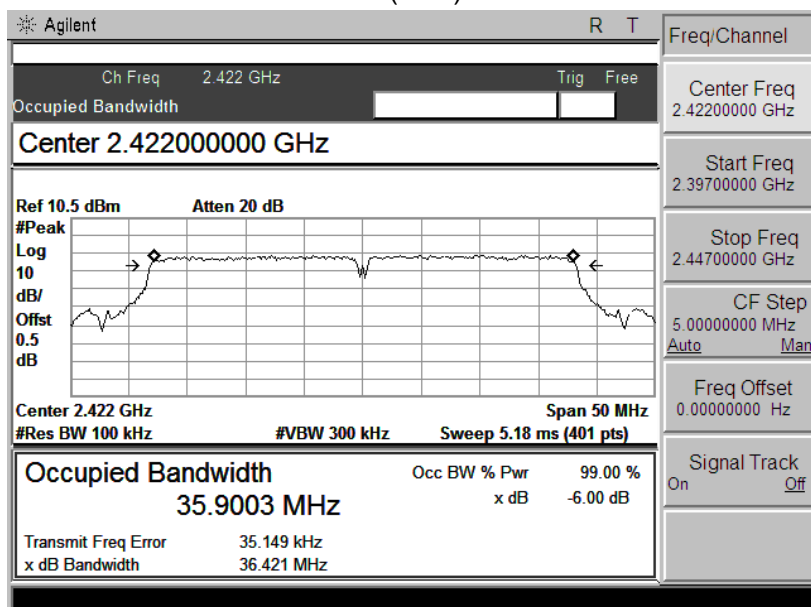 Agilent R T
Freq/Channel
Ch Freq 2.422 GHz Trig Free
Occupied Bandwidth
Center 2.422000000 GHz
Ref 10.5 dBm Atten 20 dB
#Peak
Log
10
dB/
Offst
0.5
dB
Center 2.422 GHz Span 50 MHz
#Res BW 100 kHz #VBW 300 kHz Sweep 5.18 ms (401 pts)
Occupied Bandwidth
35.9003 MHz
Occ BW % Pwr 99.00 %
x dB -6.00 dB
Transmit Freq Error 35.149 kHz
x dB Bandwidth 36.421 MHz
Center Freq
2.42200000 GHz
Start Freq
2.39700000 GHz
Stop Freq
2.44700000 GHz
CF Step
5.00000000 MHz
Auto Man
Freq Offset
0.00000000 Hz
Signal Track
On Off